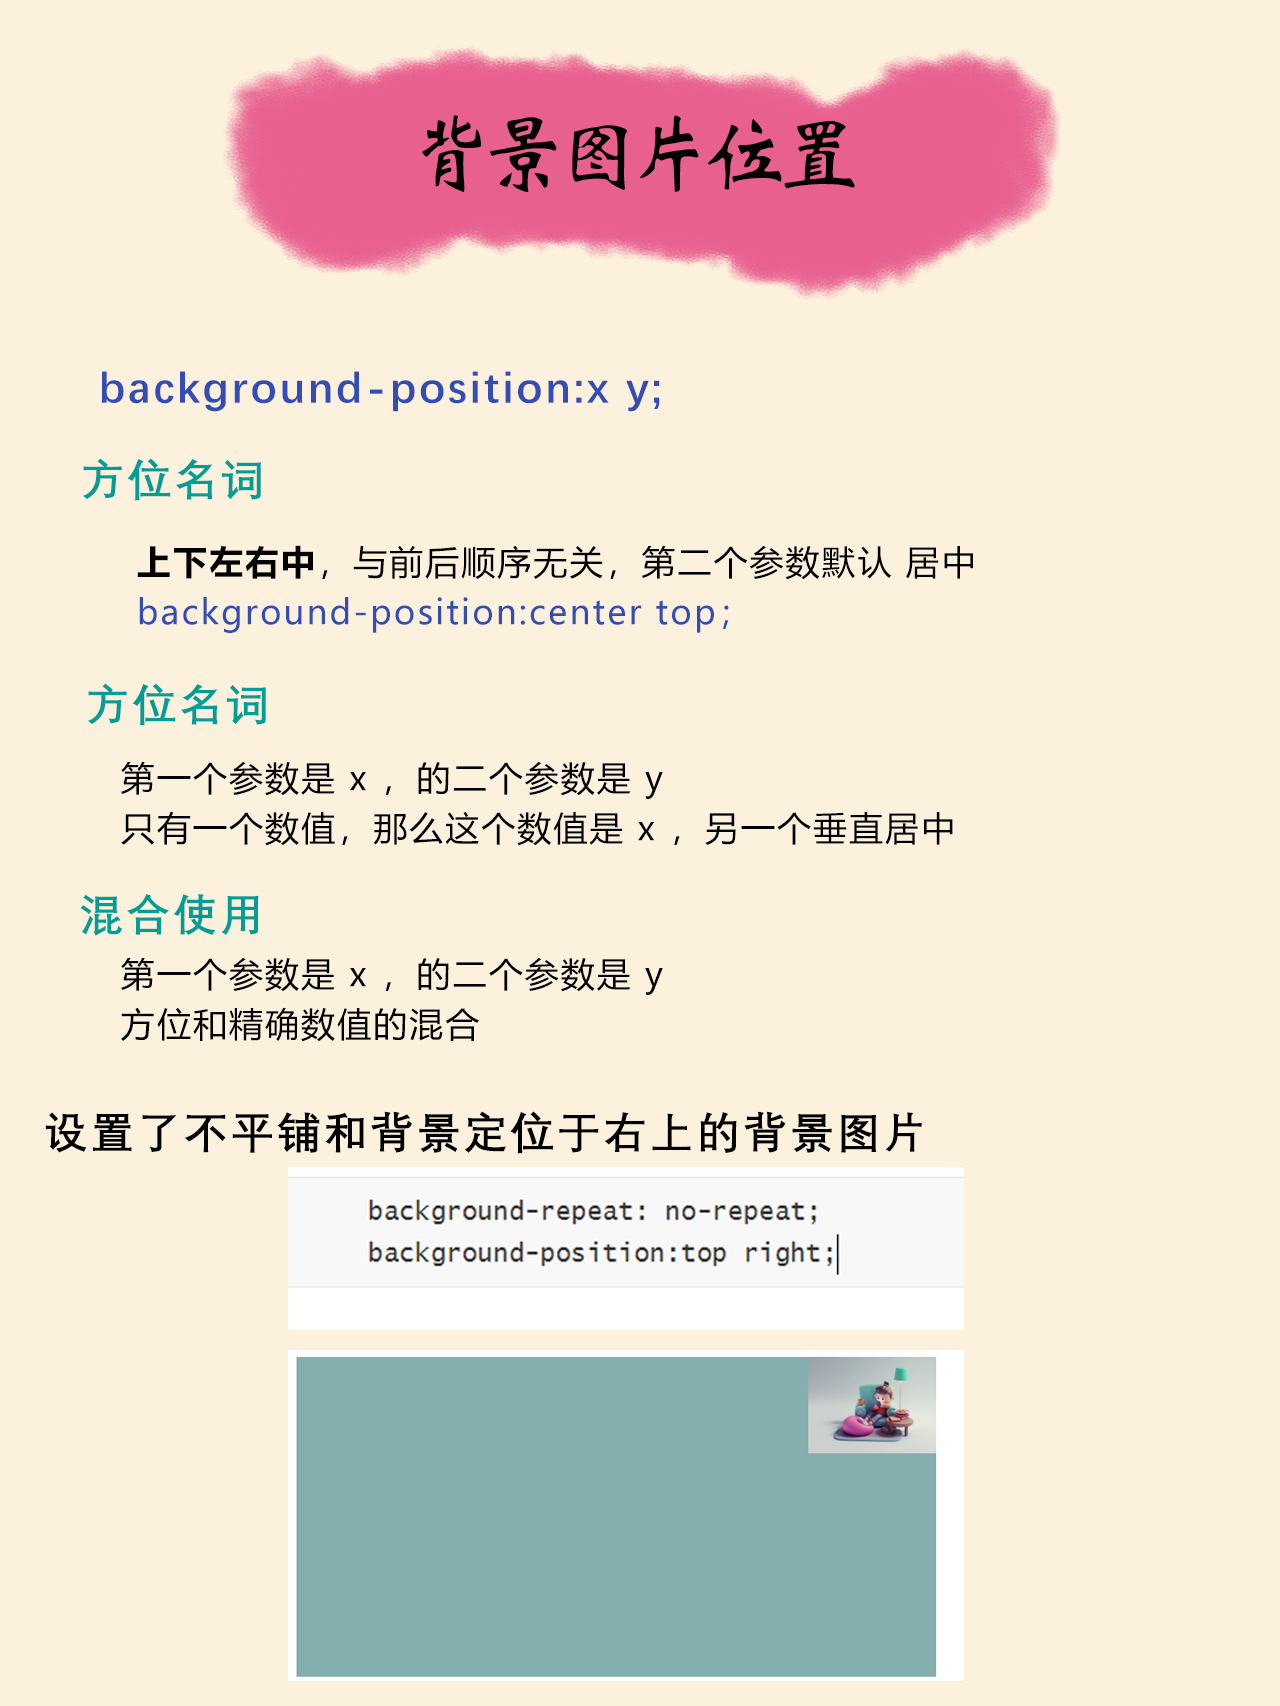 背景图片位置
background-position:x y;
方位名词
上下左右中，与前后顺序无关，第二个参数默认 居中
background-position:center top；
方位名词
第一个参数是 x ，的二个参数是 y
只有一个数值，那么这个数值是 x ，另一个垂直居中
混合使用
第一个参数是 x ，的二个参数是 y
方位和精确数值的混合
设置了不平铺和背景定位于右上的背景图片
background-repeat: no-repeat;
background-position:top right;